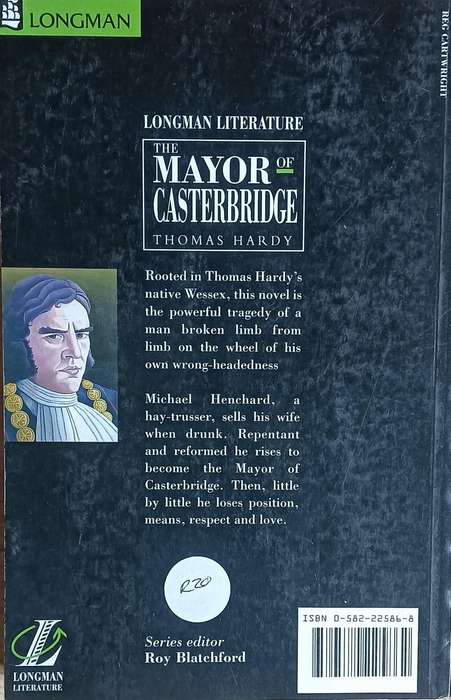 LONGMAN
REG CARTWRIGHT
LONGMAN LITERATURE
THE
MAYOR OF
CASTERBRIDGE
THOMAS HARDY
Rooted in Thomas Hardy's
native Wessex, this novel is
the powerful tragedy of a
man broken limb from
limb on the wheel of his
own wrong-headedness
Michael Henchard, a
hay-trusser, sells his wife
when drunk. Repentant
and reformed he rises to
become the Mayor of
Casterbridge. Then, little
by little he loses position,
means, respect and love.
R20
Series editor
Roy Blatchford
ISBN 0-582-22586-8
LONGMAN
LITERATURE